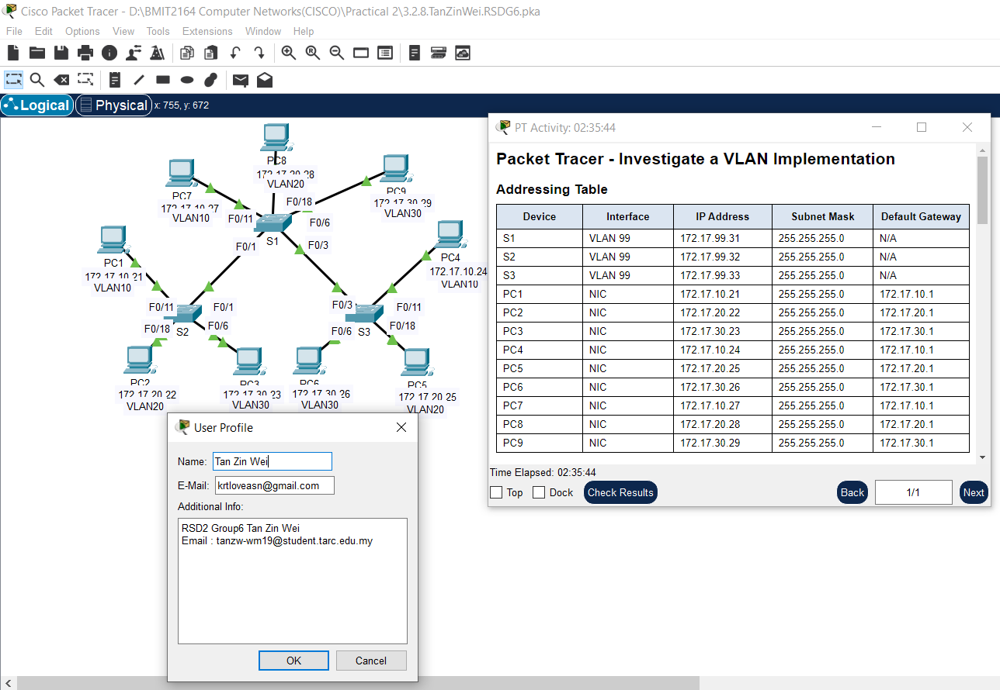 Cisco Packet Tracer - D:\BMIT2164 Computer Networks(CISCO)\Practical 2\3.2.8.TanZinWei.RSDG6.pka
File Edit Options View Tools Extensions Window Help
Logical Physical x: 755, y: 672
PC8
172.17.20.28
VLAN20
PC7
172.17.10.27
VLAN10
PC9
172.17.30.29
VLAN30
F0/11
F0/18
F0/6
S1
F0/1
F0/3
PC1
172.17.10.21
VLAN10
PC4
172.17.10.24
VLAN10
F0/11
F0/1
F0/18
S2
F0/6
F0/3
F0/11
F0/6
S3
F0/18
PC2
172.17.20.22
VLAN20
PC3
172.17.30.23
VLAN30
PC6
172.17.30.26
VLAN30
PC5
172.17.20.25
VLAN20
PT Activity: 02:35:44
Packet Tracer - Investigate a VLAN Implementation
Addressing Table
Device Interface IP Address Subnet Mask Default Gateway
S1 VLAN 99 172.17.99.31 255.255.255.0 N/A
S2 VLAN 99 172.17.99.32 255.255.255.0 N/A
S3 VLAN 99 172.17.99.33 255.255.255.0 N/A
PC1 NIC 172.17.10.21 255.255.255.0 172.17.10.1
PC2 NIC 172.17.20.22 255.255.255.0 172.17.20.1
PC3 NIC 172.17.30.23 255.255.255.0 172.17.30.1
PC4 NIC 172.17.10.24 255.255.255.0 172.17.10.1
PC5 NIC 172.17.20.25 255.255.255.0 172.17.20.1
PC6 NIC 172.17.30.26 255.255.255.0 172.17.30.1
PC7 NIC 172.17.10.27 255.255.255.0 172.17.10.1
PC8 NIC 172.17.20.28 255.255.255.0 172.17.20.1
PC9 NIC 172.17.30.29 255.255.255.0 172.17.30.1
Time Elapsed: 02:35:44
Top Dock Check Results Back 1/1 Next
User Profile
Name: Tan Zin Wei
E-Mail: krtloveasn@gmail.com
Additional Info:
RSD2 Group6 Tan Zin Wei
Email : tanzw-wm19@student.tarc.edu.my
OK Cancel